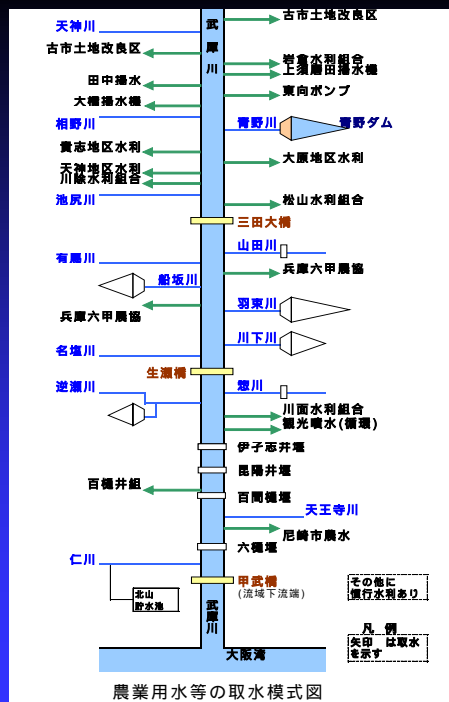 武庫川
天神川
古市土地改良区
古市土地改良区
岩倉水利組合
上須磨田揚水機
田中揚水
東向ポンプ
大櫃揚水機
相野川
青野川
青野ダム
貴志地区水利
大原地区水利
天神地区水利
川除水利組合
池尻川
松山水利組合
三田大橋
山田川
有馬川
兵庫六甲農協
船坂川
羽束川
兵庫六甲農協
川下川
名塩川
生瀬橋
逆瀬川
惣川
川面水利組合
観光噴水(循環)
伊孑志井堰
昆陽井堰
百樋井組
百間樋堰
天王寺川
尼崎市農水
六樋堰
仁川
甲武橋
(流域下流端)
北山
貯水池
その他に
慣行水利あり
武庫川
凡 例
矢印 は取水
を示す
大阪湾
農業用水等の取水模式図